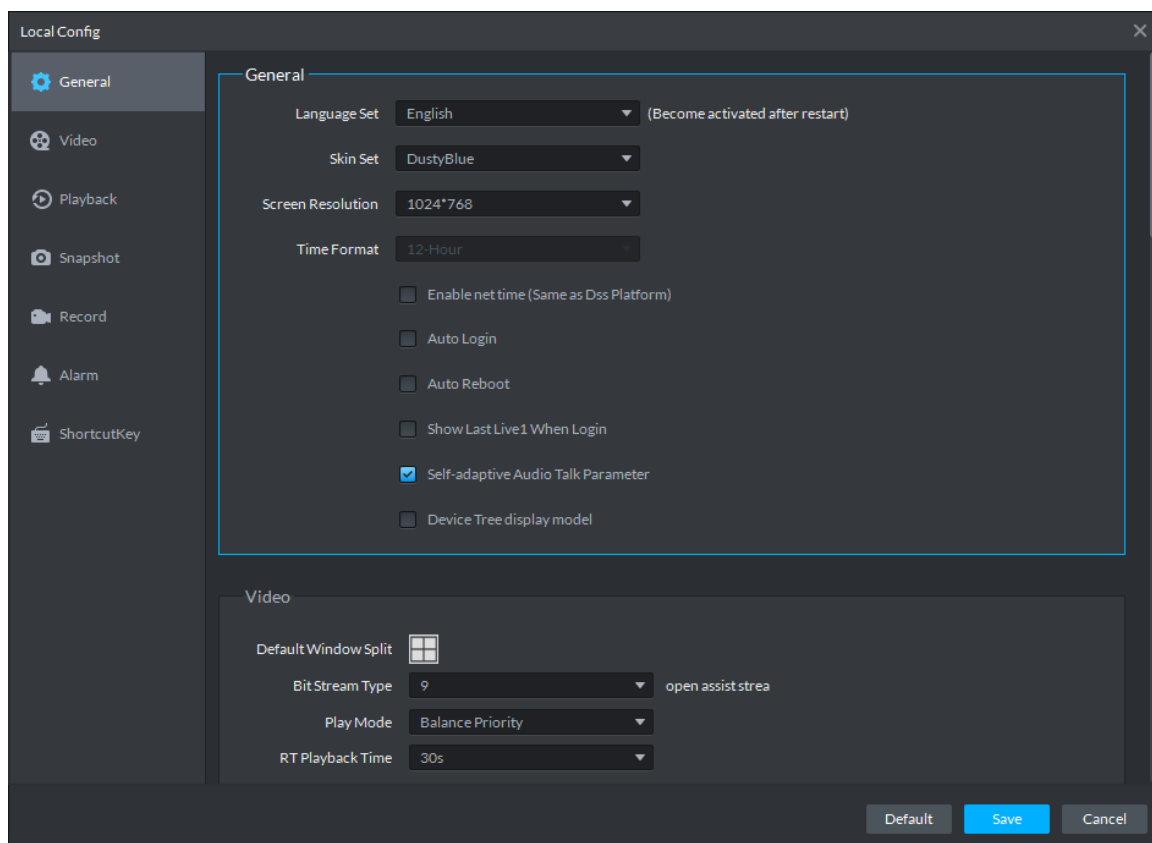 Local Config
General
Video
Playback
Snapshot
Record
Alarm
ShortcutKey
General
Language Set English (Become activated after restart)
Skin Set DustyBlue
Screen Resolution 1024*768
Time Format 12-Hour
Enable net time (Same as Dss Platform)
Auto Login
Auto Reboot
Show Last Live1 When Login
Self-adaptive Audio Talk Parameter
Device Tree display model
Video
Default Window Split
Bit Stream Type 9 open assist strea
Play Mode Balance Priority
RT Playback Time 30s
Default Save Cancel